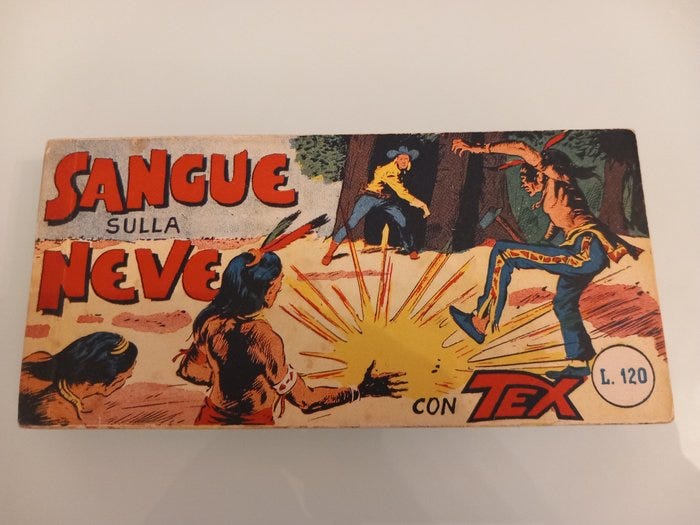 SANGUE
SULLA
NEVE
CON TEX
L. 120